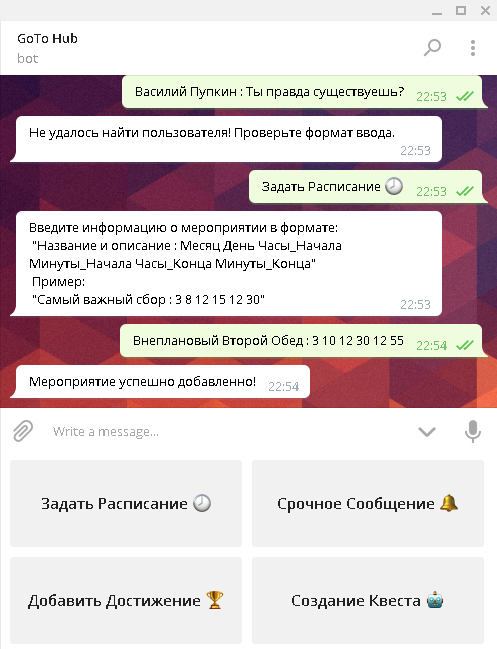 GoTo Hub
bot
Василий Пупкин : Ты правда существуешь? 22:53
Не удалось найти пользователя! Проверьте формат ввода.
22:53
Задать Расписание 🕗 22:53
Введите информацию о мероприятии в формате:
"Название и описание : Месяц День Часы_Начала
Минуты_Начала Часы_Конца Минуты_Конца"
Пример:
"Самый важный сбор : 3 8 12 15 12 30"
22:53
Внеплановый Второй Обед : 3 10 12 30 12 55 22:54
Мероприятие успешно добавленно! 22:54
Write a message...
Задать Расписание 🕗
Срочное Сообщение 🔔
Добавить Достижение 🏆
Создание Квеста 🤖